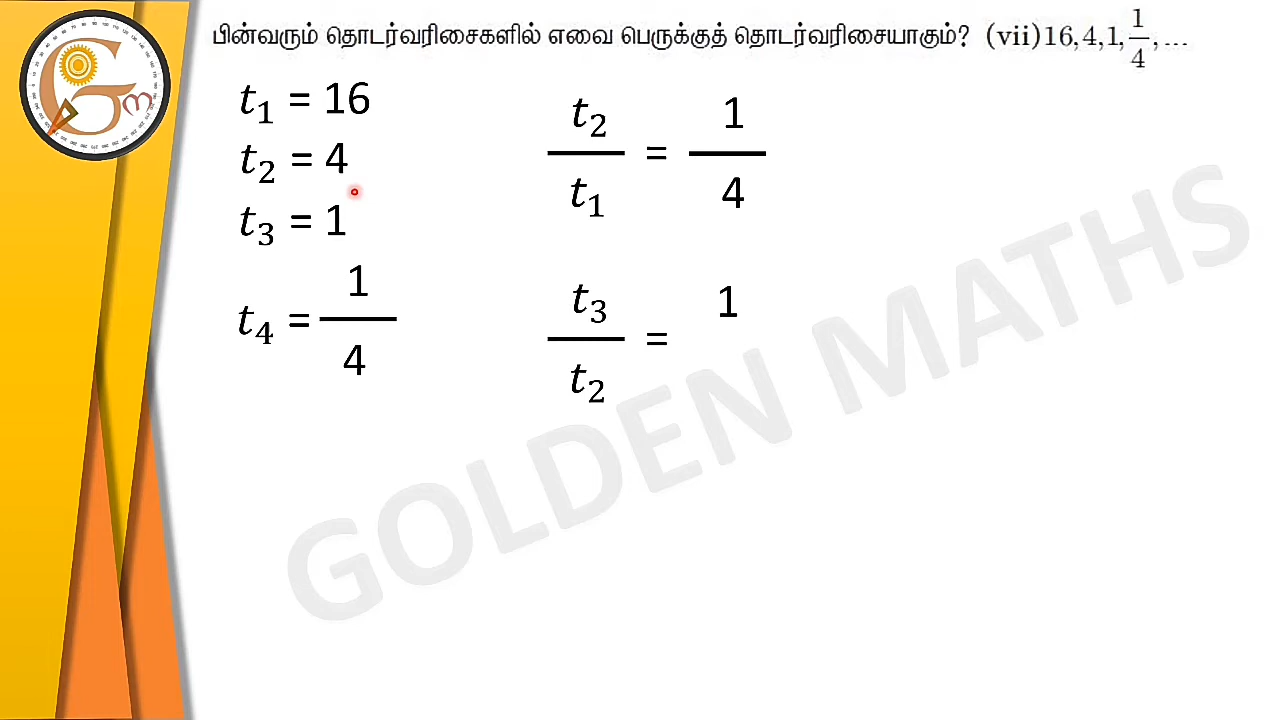 பின்வரும் தொடர்வரிசைகளில் எவை பெருக்குத் தொடர்வரிசையாகும்? (vii) 16, 4, 1, 1/4, ...
t₁ = 16
t₂ = 4
t₃ = 1
t₄ = 1/4
t₂/t₁ = 1/4
t₃/t₂ = 1
GOLDEN MATHS